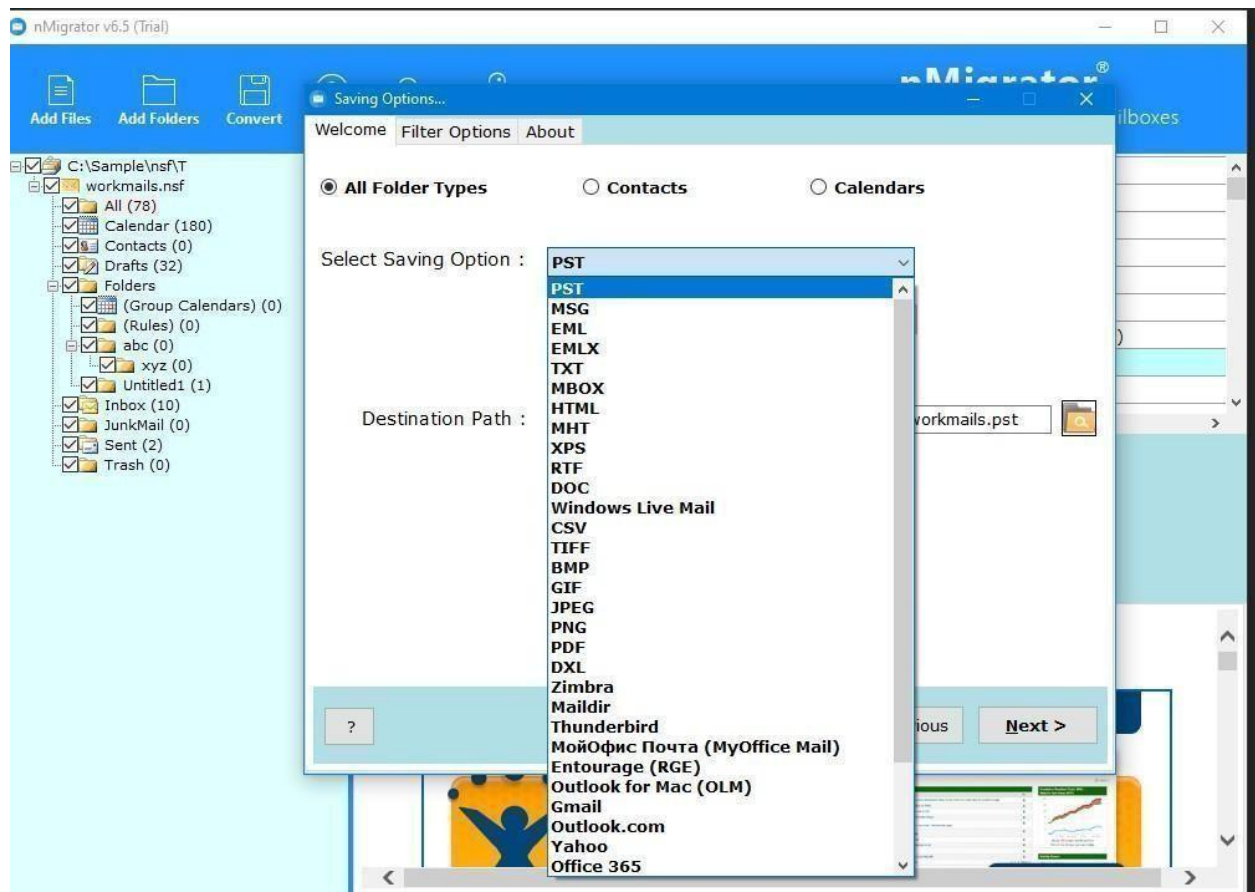 nMigrator v6.5 (Trial)
nMigrator®
Add Files
Add Folders
Convert
ilboxes
Saving Options...
Welcome
Filter Options
About
C:\Sample\nsf\T
workmails.nsf
All (78)
Calendar (180)
Contacts (0)
Drafts (32)
Folders
(Group Calendars) (0)
(Rules) (0)
abc (0)
xyz (0)
Untitled1 (1)
Inbox (10)
JunkMail (0)
Sent (2)
Trash (0)
All Folder Types
Contacts
Calendars
Select Saving Option :
PST
PST
MSG
EML
EMLX
TXT
MBOX
HTML
MHT
XPS
RTF
DOC
Windows Live Mail
CSV
TIFF
BMP
GIF
JPEG
PNG
PDF
DXL
Zimbra
Maildir
Thunderbird
МойОфис Почта (MyOffice Mail)
Entourage (RGE)
Outlook for Mac (OLM)
Gmail
Outlook.com
Yahoo
Office 365
)
Destination Path :
workmails.pst
?
ious
Next >